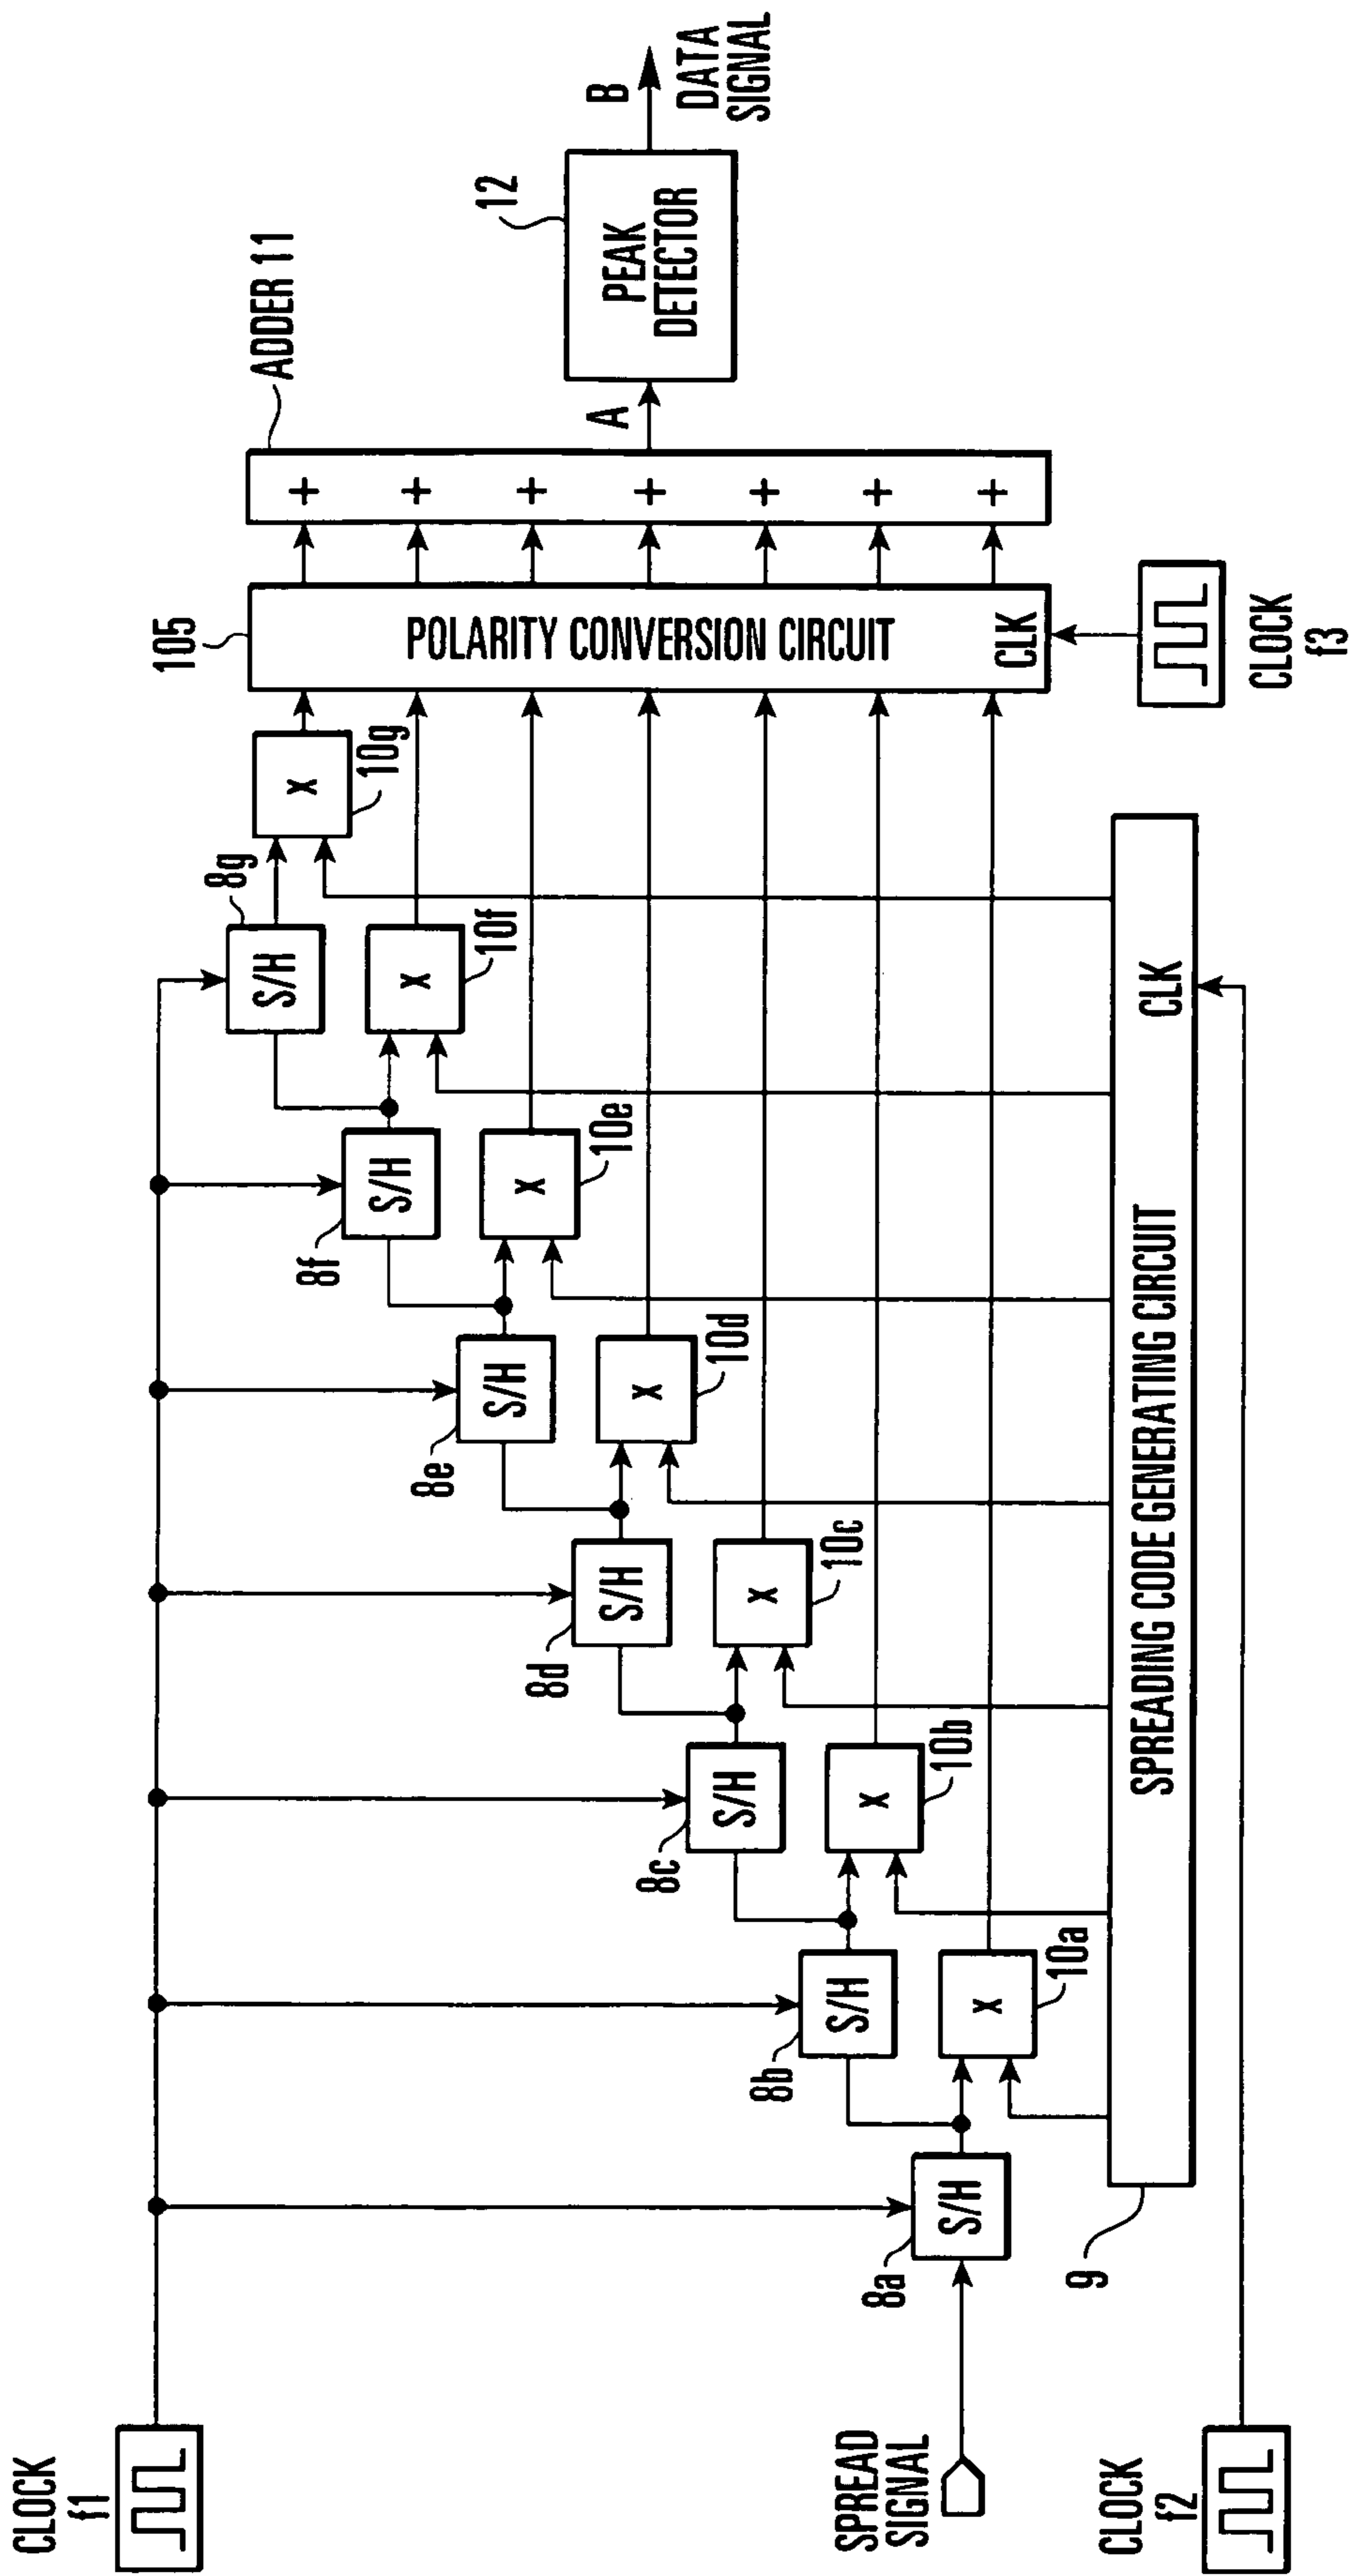 CLOCK
f1
8a
S/H
8b
S/H
8c
S/H
8d
S/H
8e
S/H
8f
S/H
8g
S/H
X
10a
X
10b
X
10c
X
10d
X
10e
X
10f
X
10g
SPREAD
SIGNAL
CLOCK
f2
9
SPREADING CODE GENERATING CIRCUIT
CLK
105
POLARITY CONVERSION CIRCUIT
CLK
CLOCK
f3
ADDER 11
+
+
+
+
+
+
+
A
12
PEAK
DETECTOR
B
DATA
SIGNAL